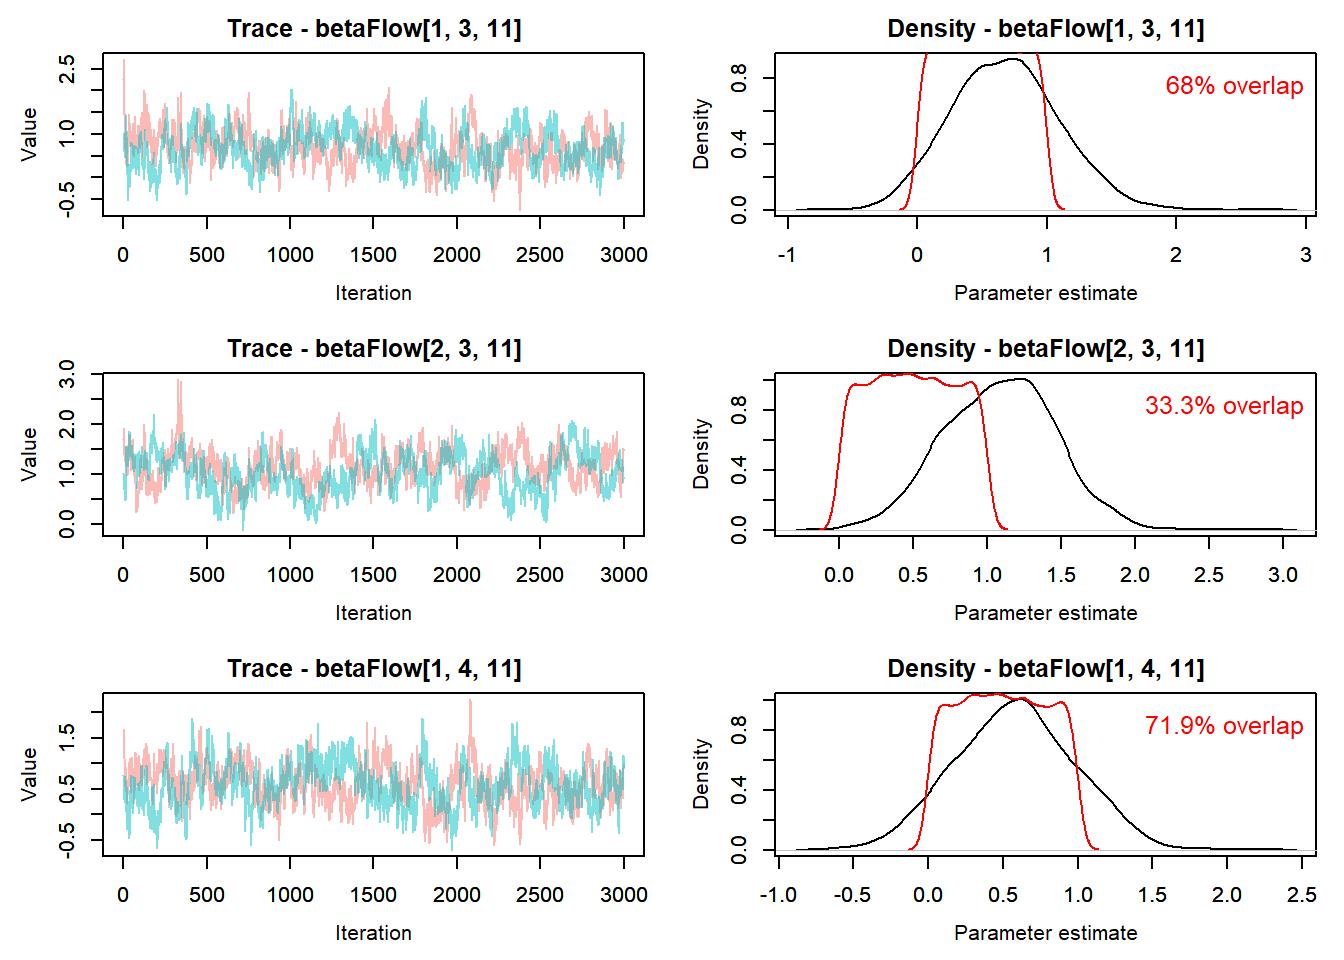 Trace - betaFlow[1, 3, 11]
Value
-0.5 1.0 2.5
0 500 1000 1500 2000 2500 3000
Iteration
Density - betaFlow[1, 3, 11]
68% overlap
Density
0.0 0.4 0.8
-1 0 1 2 3
Parameter estimate
Trace - betaFlow[2, 3, 11]
Value
0.0 1.0 2.0 3.0
0 500 1000 1500 2000 2500 3000
Iteration
Density - betaFlow[2, 3, 11]
33.3% overlap
Density
0.0 0.4 0.8
0.0 0.5 1.0 1.5 2.0 2.5 3.0
Parameter estimate
Trace - betaFlow[1, 4, 11]
Value
-0.5 0.5 1.5
0 500 1000 1500 2000 2500 3000
Iteration
Density - betaFlow[1, 4, 11]
71.9% overlap
Density
0.0 0.4 0.8
-1.0 -0.5 0.0 0.5 1.0 1.5 2.0 2.5
Parameter estimate